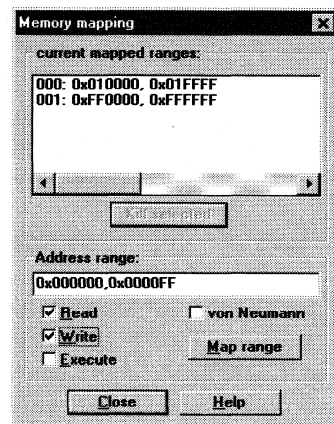 Memory mapping
current mapped ranges:
000: 0x010000, 0x01FFFF
001: 0xFF0000, 0xFFFFFF
Kill selected
Address range:
0x000000,0x0000FF
Read
von Neumann
Write
Map range
Execute
Close
Help